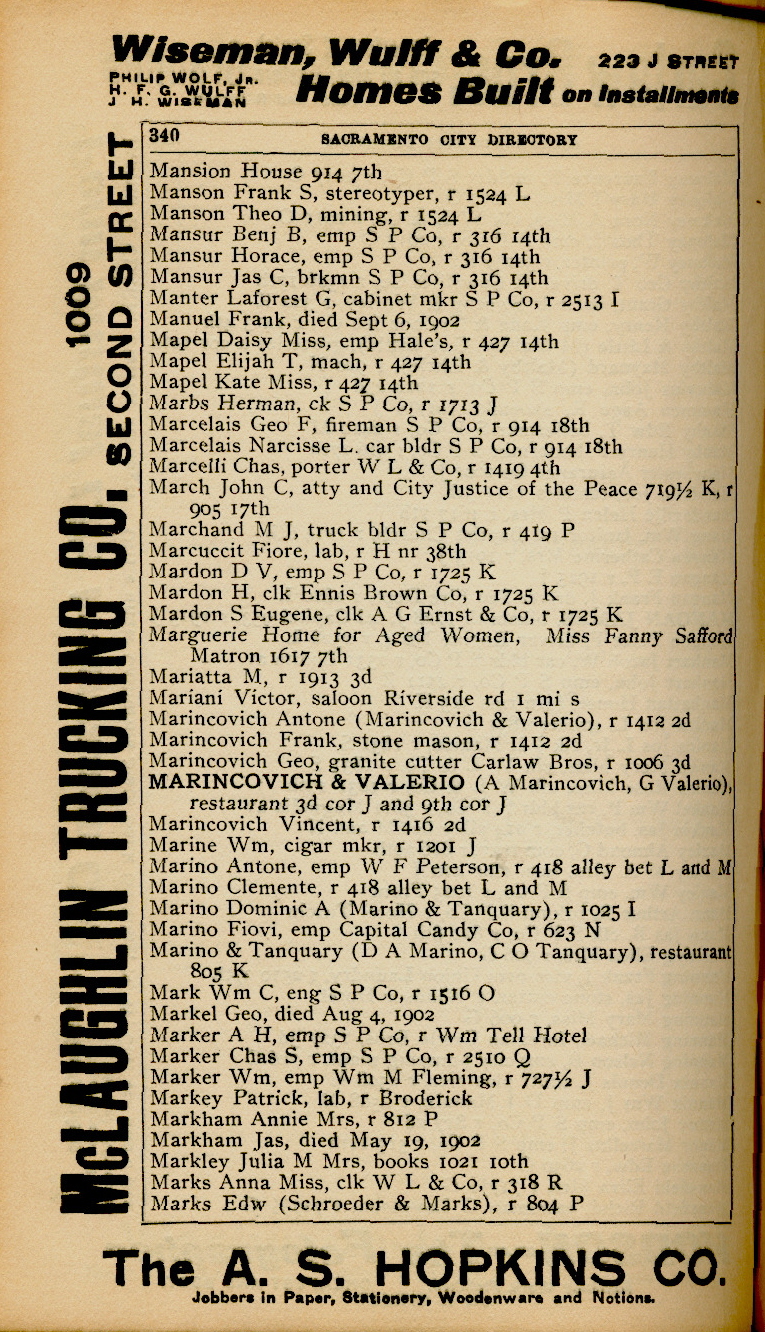 Wiseman, Wulff & Co. 223 J STREET
PHILIP WOLF, JR.
H. F. G. WULFF
J H. WISEMAN
Homes Built on Installments
McLAUGHLIN TRUCKING CO. 1009 SECOND STREET
340 SACRAMENTO CITY DIRECTORY
Mansion House 914 7th
Manson Frank S, stereotyper, r 1524 L
Manson Theo D, mining, r 1524 L
Mansur Benj B, emp S P Co, r 316 14th
Mansur Horace, emp S P Co, r 316 14th
Mansur Jas C, brkmn S P Co, r 316 14th
Manter Laforest G, cabinet mkr S P Co, r 2513 I
Manuel Frank, died Sept 6, 1902
Mapel Daisy Miss, emp Hale's, r 427 14th
Mapel Elijah T, mach, r 427 14th
Mapel Kate Miss, r 427 14th
Marbs Herman, ck S P Co, r 1713 J
Marcelais Geo F, fireman S P Co, r 914 18th
Marcelais Narcisse L. car bldr S P Co, r 914 18th
Marcelli Chas, porter W L & Co, r 1419 4th
March John C, atty and City Justice of the Peace 719½ K, r
905 17th
Marchand M J, truck bldr S P Co, r 419 P
Marcuccit Fiore, lab, r H nr 38th
Mardon D V, emp S P Co, r 1725 K
Mardon H, clk Ennis Brown Co, r 1725 K
Mardon S Eugene, clk A G Ernst & Co, r 1725 K
Marguerie Home for Aged Women, Miss Fanny Safford
Matron 1617 7th
Mariatta M, r 1913 3d
Mariani Victor, saloon Riverside rd 1 mi s
Marincovich Antone (Marincovich & Valerio), r 1412 2d
Marincovich Frank, stone mason, r 1412 2d
Marincovich Geo, granite cutter Carlaw Bros, r 1006 3d
MARINCOVICH & VALERIO (A Marincovich, G Valerio),
restaurant 3d cor J and 9th cor J
Marincovich Vincent, r 1416 2d
Marine Wm, cigar mkr, r 1201 J
Marino Antone, emp W F Peterson, r 418 alley bet L and M
Marino Clemente, r 418 alley bet L and M
Marino Dominic A (Marino & Tanquary), r 1025 I
Marino Fiovi, emp Capital Candy Co, r 623 N
Marino & Tanquary (D A Marino, C O Tanquary), restaurant
805 K
Mark Wm C, eng S P Co, r 1516 O
Markel Geo, died Aug 4, 1902
Marker A H, emp S P Co, r Wm Tell Hotel
Marker Chas S, emp S P Co, r 2510 Q
Marker Wm, emp Wm M Fleming, r 727½ J
Markey Patrick, lab, r Broderick
Markham Annie Mrs, r 812 P
Markham Jas, died May 19, 1902
Markley Julia M Mrs, books 1021 10th
Marks Anna Miss, clk W L & Co, r 318 R
Marks Edw (Schroeder & Marks), r 804 P
The A. S. HOPKINS CO.
Jobbers in Paper, Stationery, Woodenware and Notions.